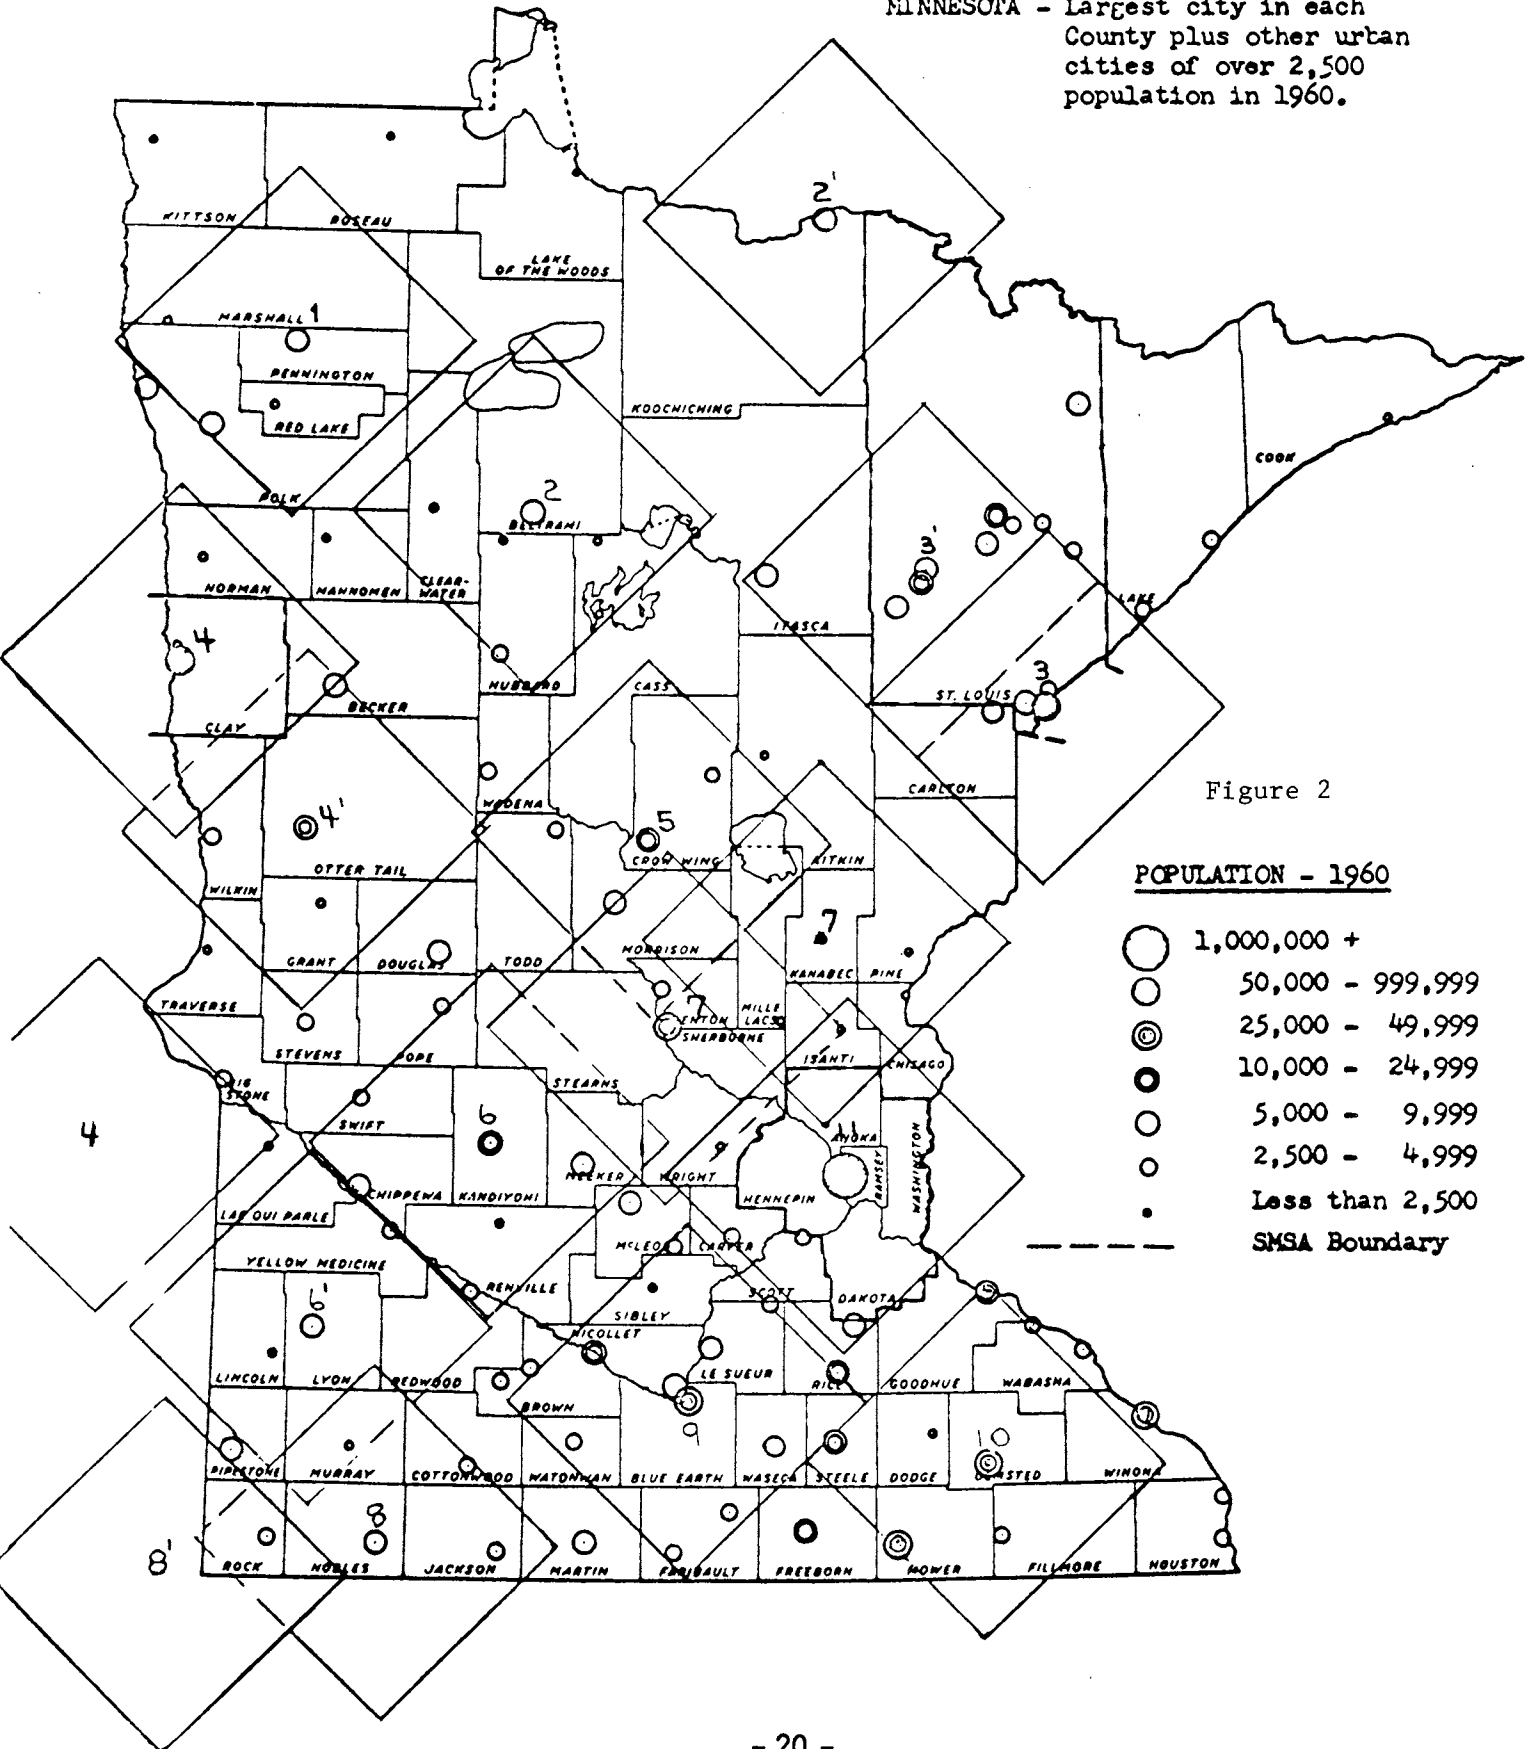 MINNESOTA - Largest city in each
County plus other urban
cities of over 2,500
population in 1960.
2'
KITTSON
ROSEAU
LAKE
OF THE WOODS
MARSHALL 1
PENNINGTON
RED LAKE
KOOCHICHING
COOK
POLK
2
BELTRAMI
3'
NORMAN
MAHNOMEN
CLEAR-
WATER
LAKE
ITASCA
4
HUBBARD
CASS
3
ST. LOUIS
BECKER
CLAY
Figure 2
CARLTON
WADENA
4'
5
CROW WING
AITKIN
OTTER TAIL
WILKIN
POPULATION - 1960
1,000,000 +
50,000 - 999,999
25,000 - 49,999
10,000 - 24,999
5,000 - 9,999
2,500 - 4,999
Less than 2,500
SMSA Boundary
7
MORRISON
GRANT
DOUGLAS
TODD
KANABEC
PINE
TRAVERSE
7
ENTON
MILLE
LACS
SHERBORNE
STEVENS
POPE
ISANTI
CHISAGO
STEARNS
BIG
STONE
SWIFT
6
4
11
ANOKA
RAMSEY
WASHINGTON
MEEKER
WRIGHT
HENNEPIN
CHIPPEWA
KANDIYOHI
LAC QUI PARLE
MCLEOD
CARVER
YELLOW MEDICINE
RENVILLE
SCOTT
DAKOTA
6'
SIBLEY
NICOLLET
LINCOLN
LYON
REDWOOD
LE SUEUR
RICE
GOODHUE
WABASHA
BROWN
9
10
PIPESTONE
MURRAY
COTTONWOOD
WATONWAN
BLUE EARTH
WASECA
STEELE
DODGE
OLMSTED
WINONA
8
8'
ROCK
NOBLES
JACKSON
MARTIN
FARIBAULT
FREEBORN
MOWER
FILLMORE
HOUSTON
- 20 -